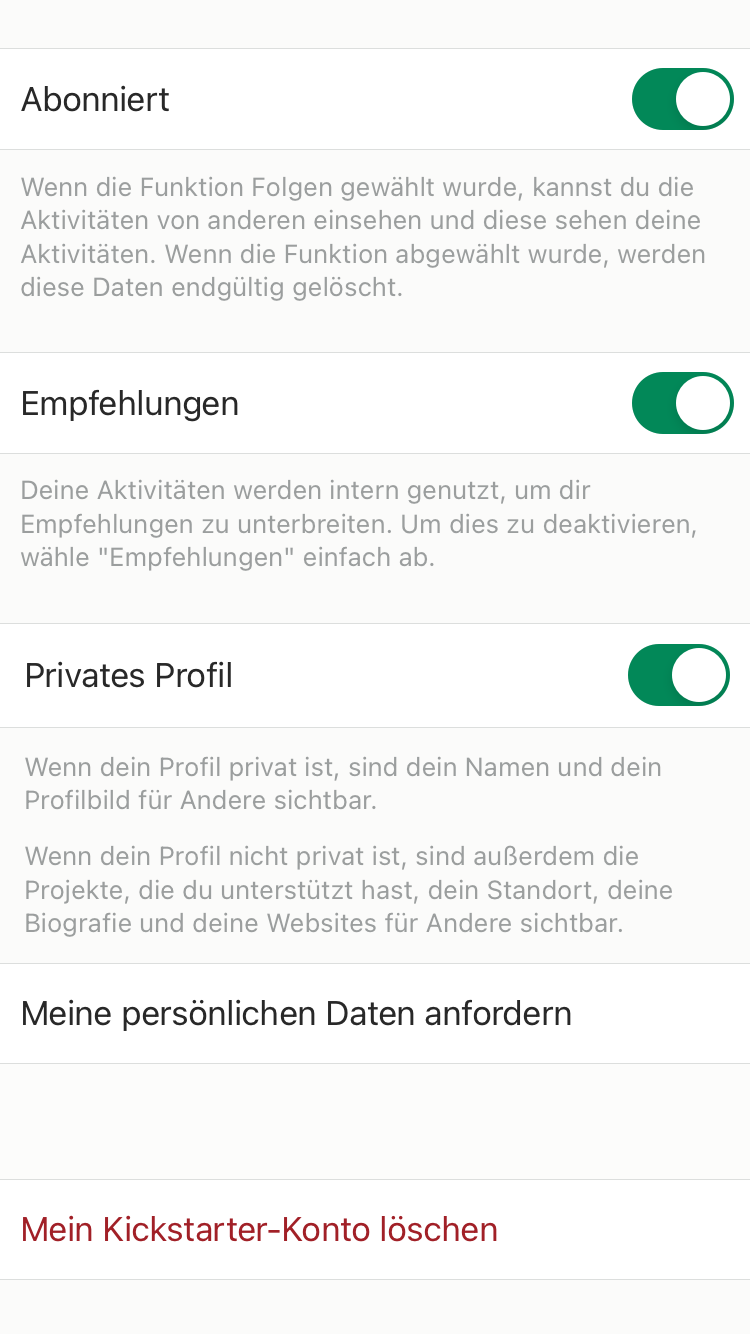 Abonniert
Wenn die Funktion Folgen gewählt wurde, kannst du die
Aktivitäten von anderen einsehen und diese sehen deine
Aktivitäten. Wenn die Funktion abgewählt wurde, werden
diese Daten endgültig gelöscht.
Empfehlungen
Deine Aktivitäten werden intern genutzt, um dir
Empfehlungen zu unterbreiten. Um dies zu deaktivieren,
wähle "Empfehlungen" einfach ab.
Privates Profil
Wenn dein Profil privat ist, sind dein Namen und dein
Profilbild für Andere sichtbar.
Wenn dein Profil nicht privat ist, sind außerdem die
Projekte, die du unterstützt hast, dein Standort, deine
Biografie und deine Websites für Andere sichtbar.
Meine persönlichen Daten anfordern
Mein Kickstarter-Konto löschen